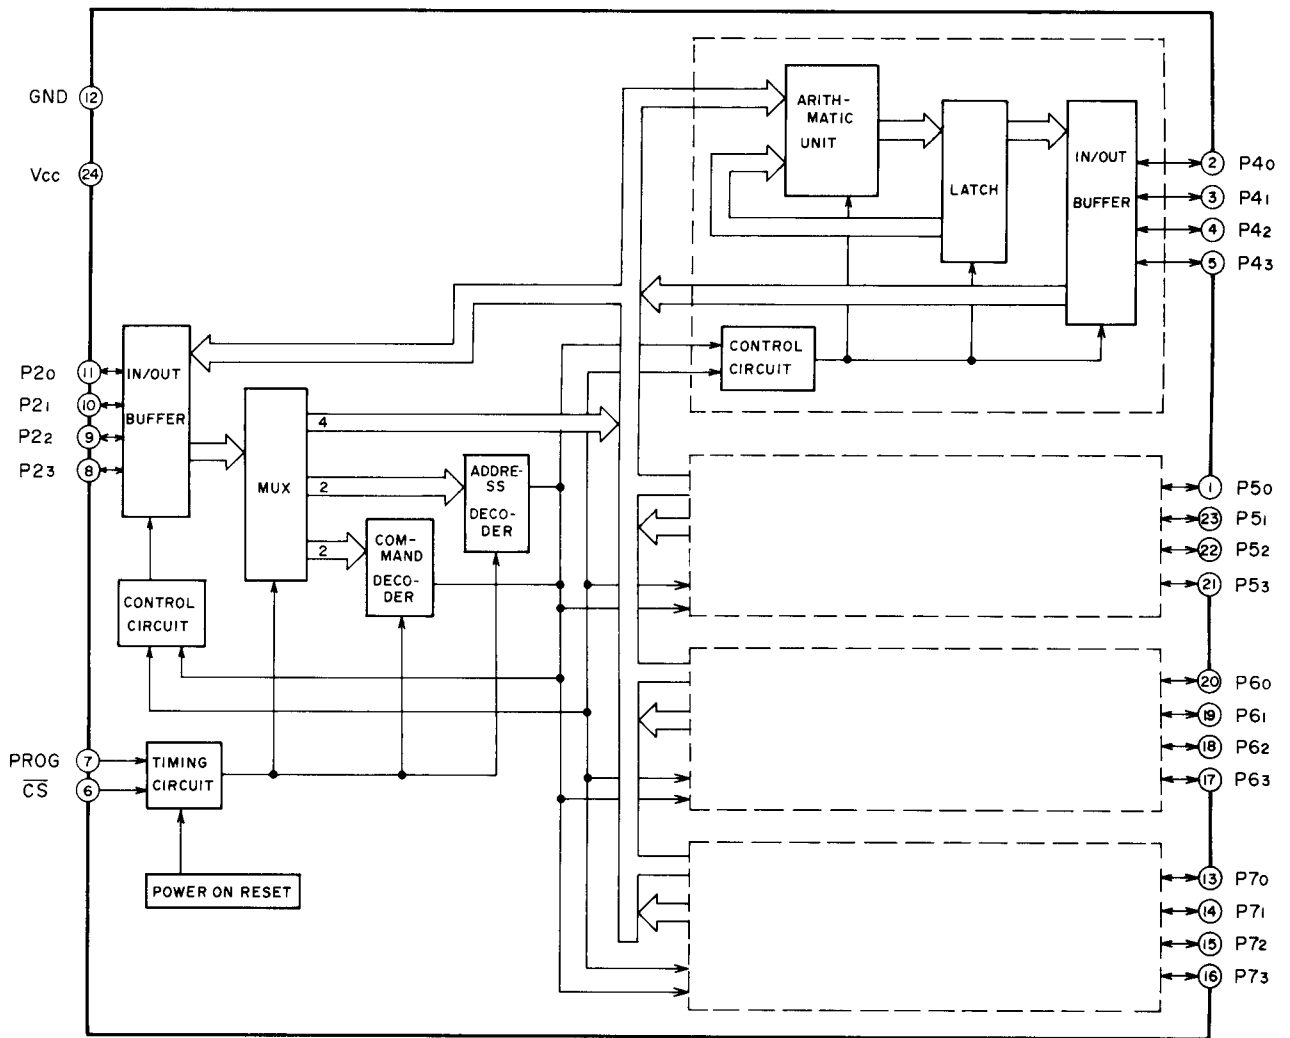 GND 12
Vcc 24
ARITH-
MATIC
UNIT
LATCH
IN/OUT
BUFFER
2 P40
3 P41
4 P42
5 P43
CONTROL
CIRCUIT
P20 11
P21 10
P22 9
P23 8
IN/OUT
BUFFER
MUX
4
2
2
ADDRE-
SS
DECO-
DER
COM-
MAND
DECO-
DER
CONTROL
CIRCUIT
1 P50
23 P51
22 P52
21 P53
PROG 7
CS 6
TIMING
CIRCUIT
POWER ON RESET
20 P60
19 P61
18 P62
17 P63
13 P70
14 P71
15 P72
16 P73